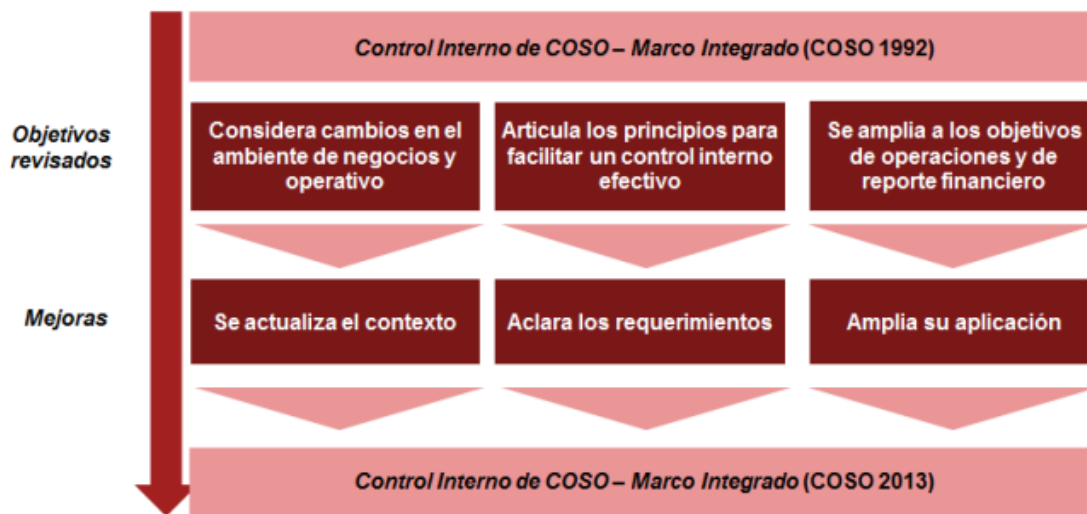 Control Interno de COSO – Marco Integrado (COSO 1992)
Objetivos
revisados
Considera cambios en el
ambiente de negocios y
operativo
Articula los principios para
facilitar un control interno
efectivo
Se amplia a los objetivos
de operaciones y de
reporte financiero
Mejoras
Se actualiza el contexto
Aclara los requerimientos
Amplia su aplicación
Control Interno de COSO – Marco Integrado (COSO 2013)